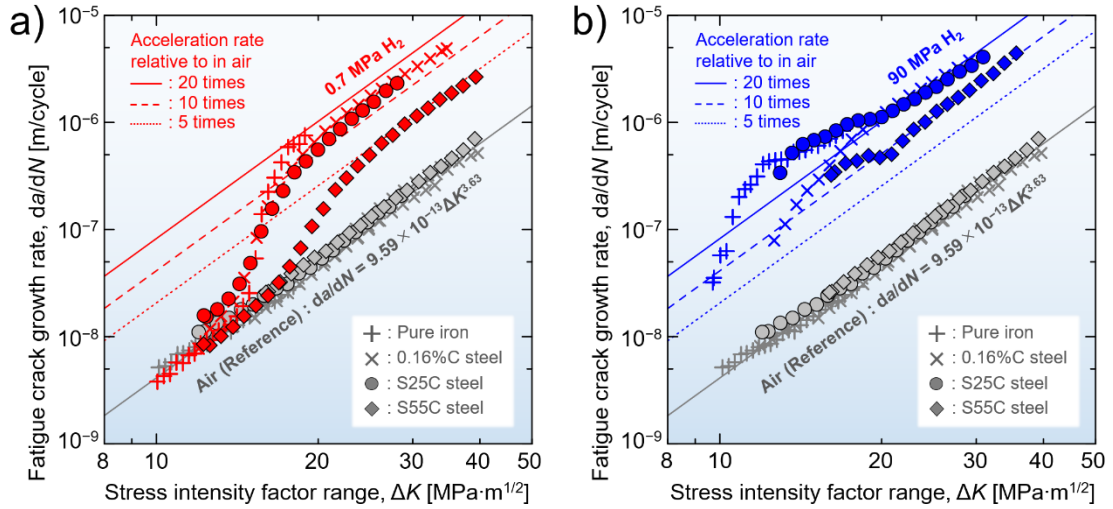 a)
Fatigue crack growth rate, da/dN [m/cycle]
10⁻⁵
10⁻⁶
10⁻⁷
10⁻⁸
10⁻⁹
Acceleration rate
relative to in air
: 20 times
: 10 times
: 5 times
0.7 MPa H₂
Air (Reference) : da/dN = 9.59 × 10⁻¹³ΔK³·⁶³
: Pure iron
: 0.16%C steel
: S25C steel
: S55C steel
8 10 20 30 40 50
Stress intensity factor range, ΔK [MPa·m¹/²]
b)
Fatigue crack growth rate, da/dN [m/cycle]
10⁻⁵
10⁻⁶
10⁻⁷
10⁻⁸
10⁻⁹
Acceleration rate
relative to in air
: 20 times
: 10 times
: 5 times
90 MPa H₂
Air (Reference) : da/dN = 9.59 × 10⁻¹³ΔK³·⁶³
: Pure iron
: 0.16%C steel
: S25C steel
: S55C steel
8 10 20 30 40 50
Stress intensity factor range, ΔK [MPa·m¹/²]